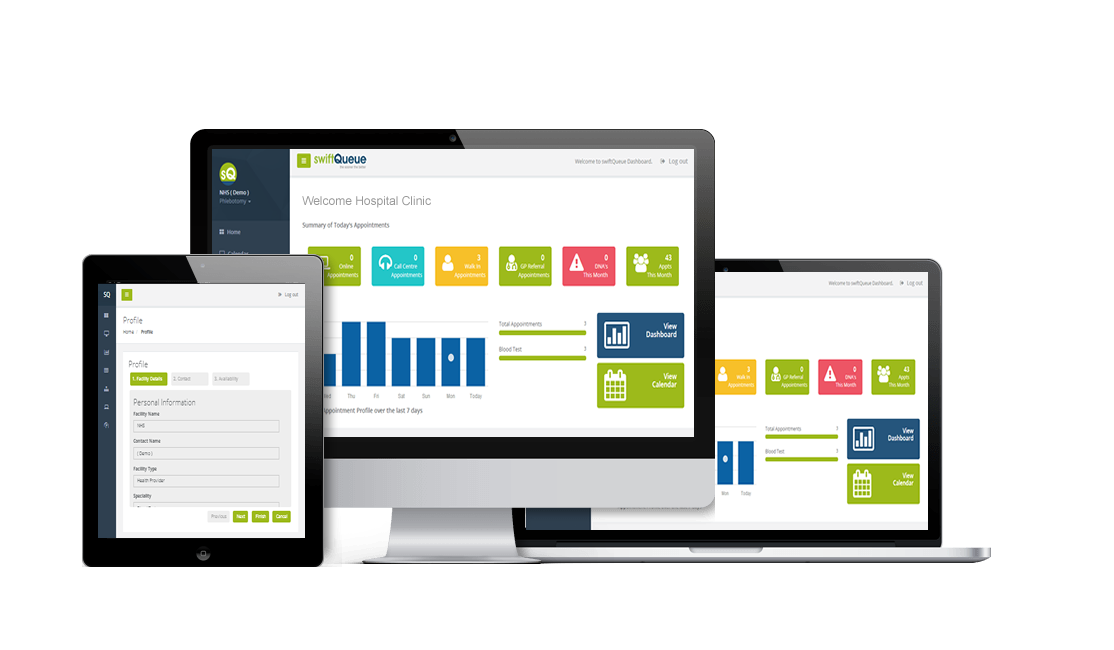 sQ
NHS ( Demo )
Phlebotomy
Home
swiftQueue
Welcome to swiftQueue Dashboard.
Log out
Welcome Hospital Clinic
Summary of Today's Appointments
0
Online
Appointments
0
Call Centre
Appointments
3
Walk In
Appointments
0
GP Referral
Appointments
0
DNA's
This Month
43
Appts
This Month
Thu
Fri
Sat
Sun
Mon
Today
Appointment Profile over the last 7 days
Total Appointments
7
Blood Test
View
Dashboard
View
Calendar
SQ
Log out
Profile
Home / Profile
Profile
1. Facility Details
2. Contact
3. Availability
Personal Information
Facility Name
NHS
Contact Name
( Demo )
Facility Type
Health Provider
Speciality
Previous
Next
Finish
Cancel
Welcome to swiftQueue Dashboard.
Log out
3
Walk In
Appointments
0
GP Referral
Appointments
0
DNA's
This Month
43
Appts
This Month
Mon
Today
Total Appointments
7
Blood Test
View
Dashboard
View
Calendar